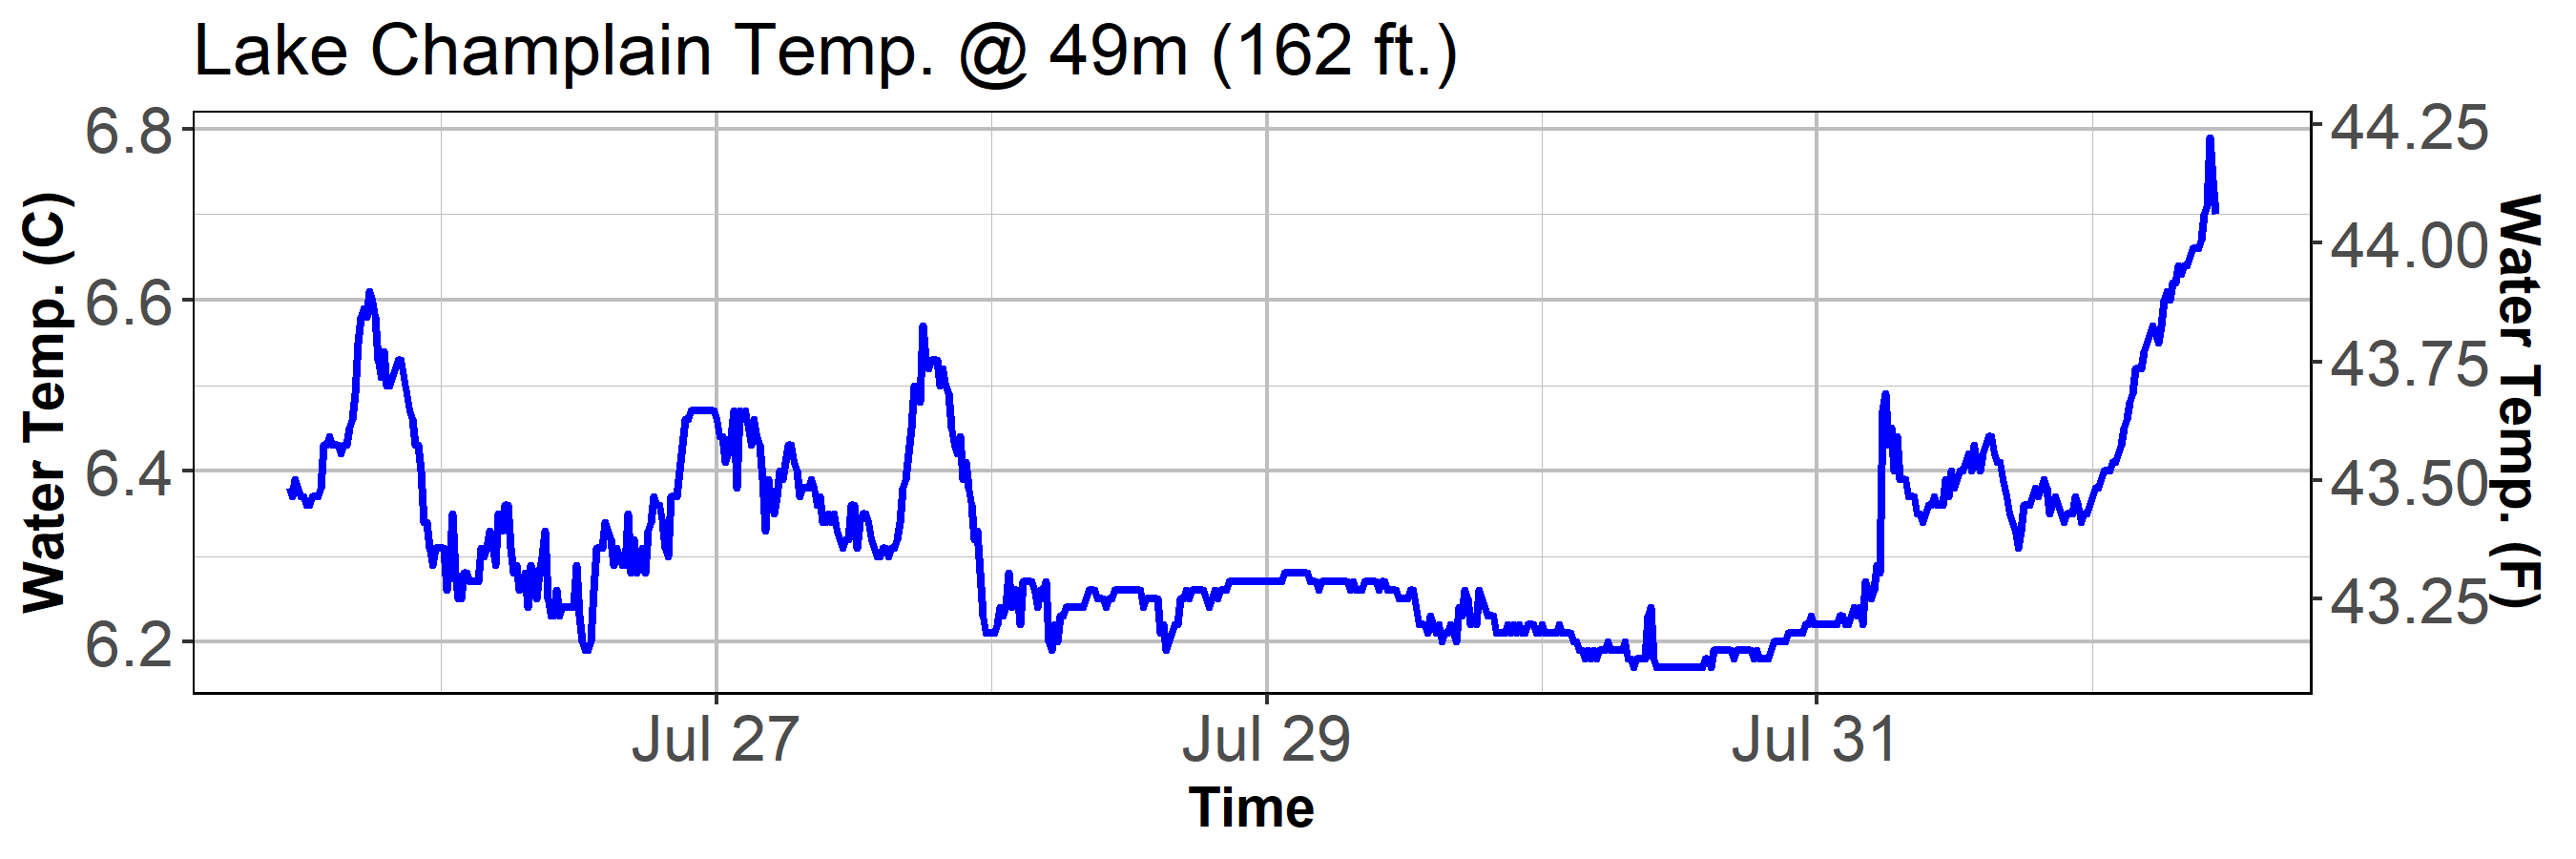 Lake Champlain Temp. @ 49m (162 ft.)
Water Temp. (C)
6.8
6.6
6.4
6.2
44.25
44.00
43.75
43.50
43.25
Water Temp. (F)
Jul 27 Jul 29 Jul 31
Time